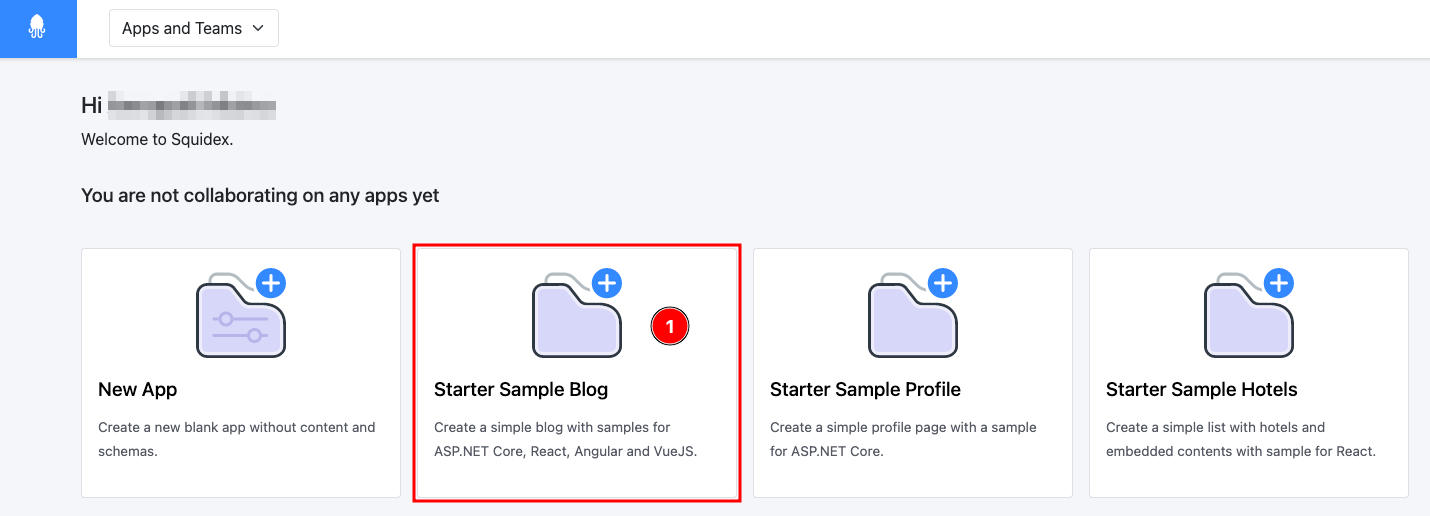 Apps and Teams
Hi
Welcome to Squidex.
You are not collaborating on any apps yet
1
New App
Create a new blank app without content and
schemas.
Starter Sample Blog
Create a simple blog with samples for
ASP.NET Core, React, Angular and VueJS.
Starter Sample Profile
Create a simple profile page with a sample
for ASP.NET Core.
Starter Sample Hotels
Create a simple list with hotels and
embedded contents with sample for React.